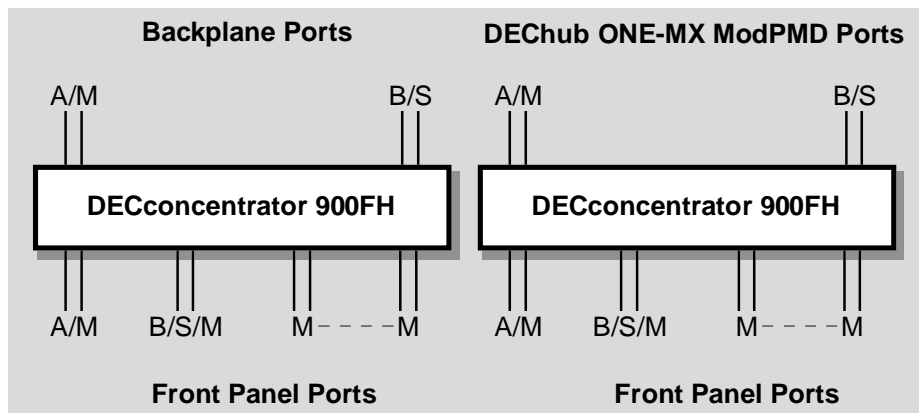 Backplane Ports DEChub ONE-MX ModPMD Ports
A/M B/S A/M B/S
DECconcentrator 900FH DECconcentrator 900FH
A/M B/S/M M – – – – M A/M B/S/M M – – – – M
Front Panel Ports Front Panel Ports